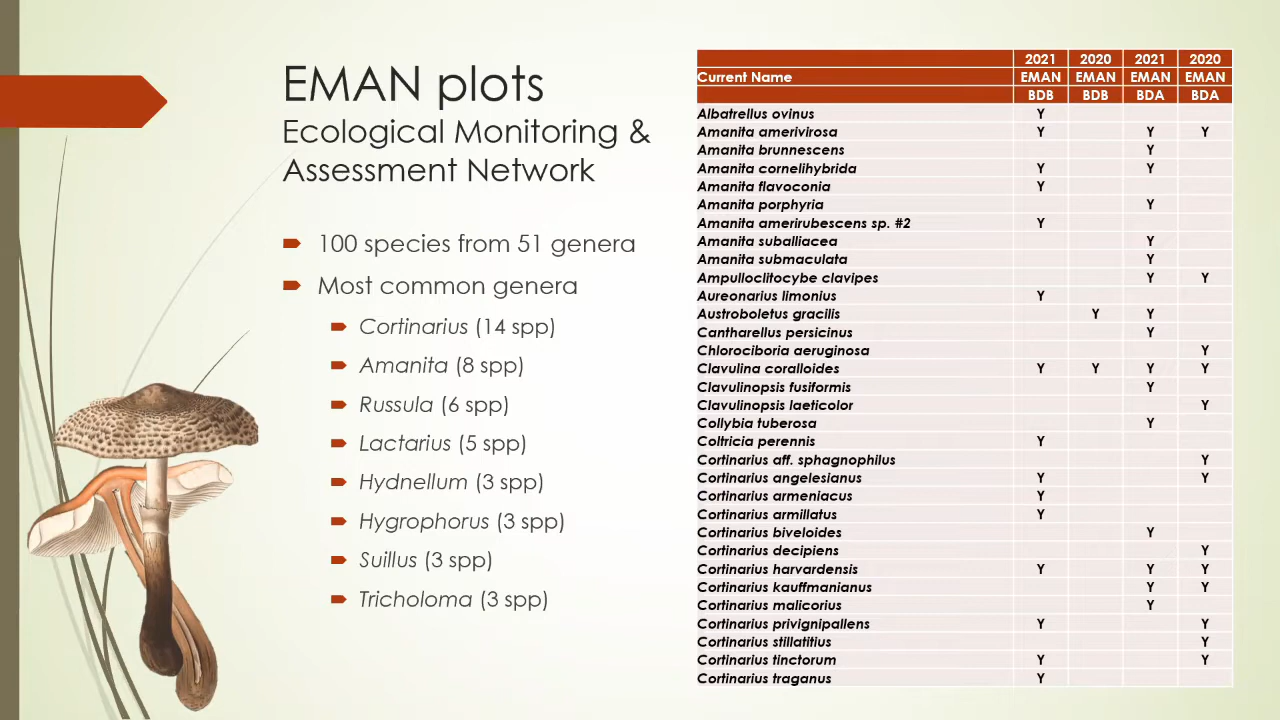 EMAN plots
Ecological Monitoring &
Assessment Network
100 species from 51 genera
Most common genera
Cortinarius (14 spp)
Amanita (8 spp)
Russula (6 spp)
Lactarius (5 spp)
Hydnellum (3 spp)
Hygrophorus (3 spp)
Suillus (3 spp)
Tricholoma (3 spp)
2021 2020 2021 2020
Current Name EMAN EMAN EMAN EMAN
BDB BDB BDA BDA
Albatrellus ovinus Y
Amanita amerivirosa Y Y Y
Amanita brunnescens Y
Amanita cornelihybrida Y Y
Amanita flavoconia Y
Amanita porphyria Y
Amanita amerirubescens sp. #2 Y
Amanita suballiacea Y
Amanita submaculata Y
Ampulloclitocybe clavipes Y Y
Aureonarius limonius Y
Austroboletus gracilis Y Y
Cantharellus persicinus Y
Chlorociboria aeruginosa Y
Clavulina coralloides Y Y Y Y
Clavulinopsis fusiformis Y
Clavulinopsis laeticolor Y
Collybia tuberosa Y
Coltricia perennis Y
Cortinarius aff. sphagnophilus Y
Cortinarius angelesianus Y Y
Cortinarius armeniacus Y
Cortinarius armillatus Y
Cortinarius biveloides Y
Cortinarius decipiens Y
Cortinarius harvardensis Y Y Y
Cortinarius kauffmanianus Y Y
Cortinarius malicorius Y
Cortinarius privignipallens Y Y
Cortinarius stillatitius Y
Cortinarius tinctorum Y Y
Cortinarius traganus Y